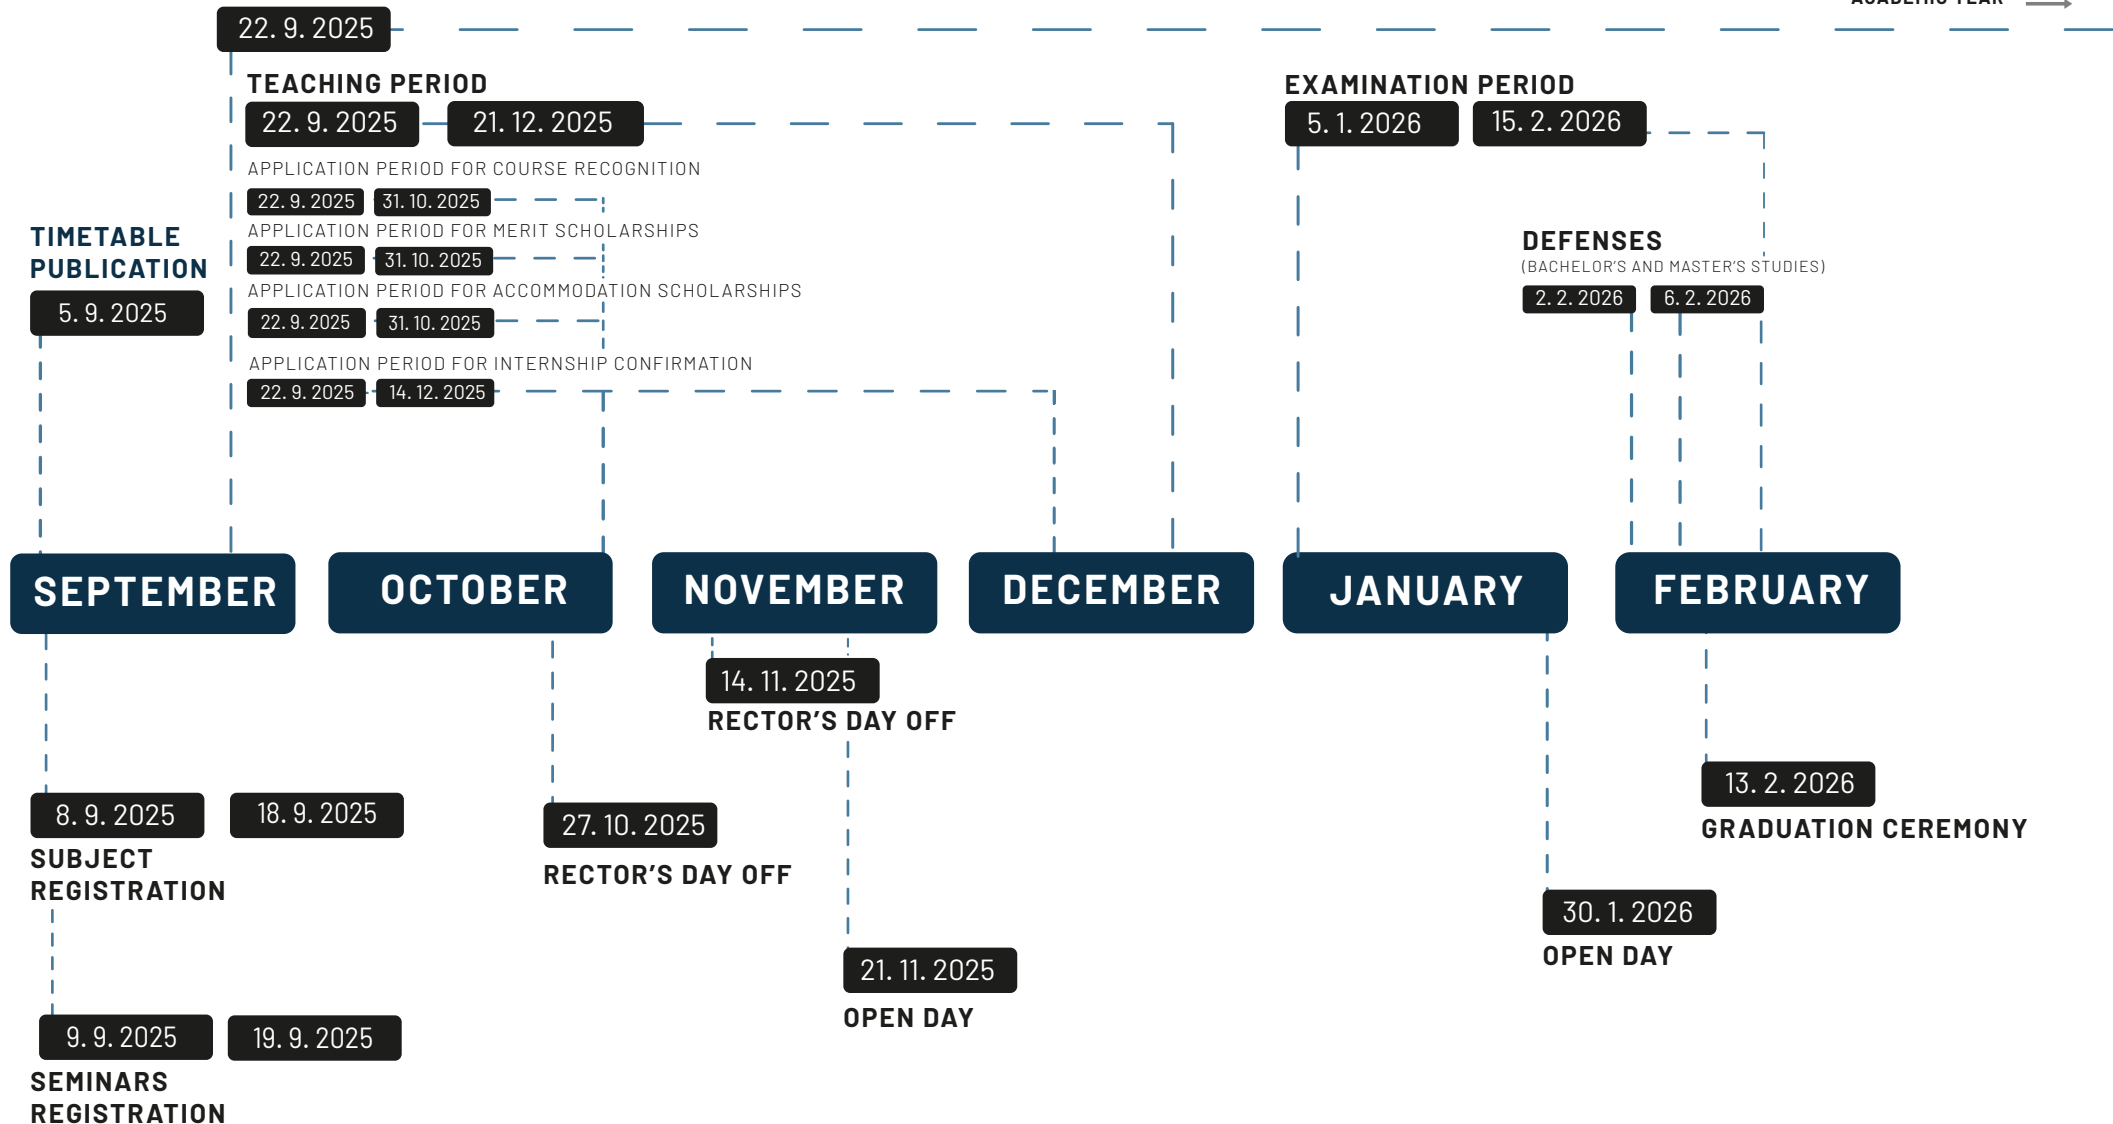 ACADEMIC YEAR
22. 9. 2025
TEACHING PERIOD
22. 9. 2025 21. 12. 2025
APPLICATION PERIOD FOR COURSE RECOGNITION
22. 9. 2025 31. 10. 2025
APPLICATION PERIOD FOR MERIT SCHOLARSHIPS
22. 9. 2025 31. 10. 2025
APPLICATION PERIOD FOR ACCOMMODATION SCHOLARSHIPS
22. 9. 2025 31. 10. 2025
APPLICATION PERIOD FOR INTERNSHIP CONFIRMATION
22. 9. 2025 14. 12. 2025
EXAMINATION PERIOD
5. 1. 2026 15. 2. 2026
DEFENSES
(BACHELOR'S AND MASTER'S STUDIES)
2. 2. 2026 6. 2. 2026
TIMETABLE
PUBLICATION
5. 9. 2025
SEPTEMBER OCTOBER NOVEMBER DECEMBER JANUARY FEBRUARY
14. 11. 2025
RECTOR'S DAY OFF
8. 9. 2025 18. 9. 2025
SUBJECT
REGISTRATION
27. 10. 2025
RECTOR'S DAY OFF
13. 2. 2026
GRADUATION CEREMONY
30. 1. 2026
OPEN DAY
21. 11. 2025
OPEN DAY
9. 9. 2025 19. 9. 2025
SEMINARS
REGISTRATION